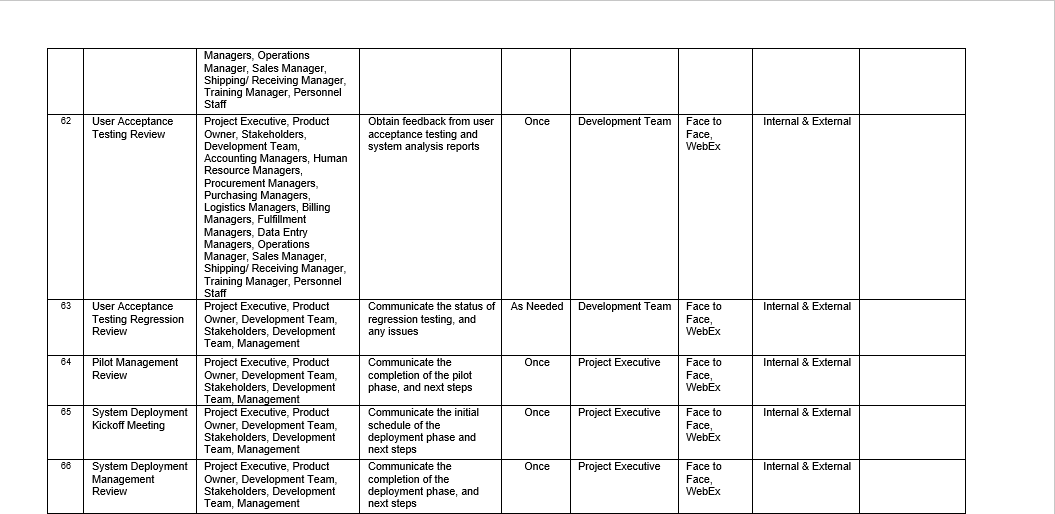 Managers, Operations
Manager, Sales Manager,
Shipping/ Receiving Manager,
Training Manager, Personnel
Staff
62
User Acceptance
Testing Review
Project Executive, Product
Owner, Stakeholders,
Development Team,
Accounting Managers, Human
Resource Managers,
Procurement Managers,
Purchasing Managers,
Logistics Managers, Billing
Managers, Fulfillment
Managers, Data Entry
Managers, Operations
Manager, Sales Manager,
Shipping/ Receiving Manager,
Training Manager, Personnel
Staff
Obtain feedback from user
acceptance testing and
system analysis reports
Once
Development Team
Face to
Face,
WebEx
Internal & External
63
User Acceptance
Testing Regression
Review
Project Executive, Product
Owner, Development Team,
Stakeholders, Development
Team, Management
Communicate the status of
regression testing, and
any issues
As Needed
Development Team
Face to
Face,
WebEx
Internal & External
64
Pilot Management
Review
Project Executive, Product
Owner, Development Team,
Stakeholders, Development
Team, Management
Communicate the
completion of the pilot
phase, and next steps
Once
Project Executive
Face to
Face,
WebEx
Internal & External
65
System Deployment
Kickoff Meeting
Project Executive, Product
Owner, Development Team,
Stakeholders, Development
Team, Management
Communicate the initial
schedule of the
deployment phase and
next steps
Once
Project Executive
Face to
Face,
WebEx
Internal & External
66
System Deployment
Management
Review
Project Executive, Product
Owner, Development Team,
Stakeholders, Development
Team, Management
Communicate the
completion of the
deployment phase, and
next steps
Once
Project Executive
Face to
Face,
WebEx
Internal & External